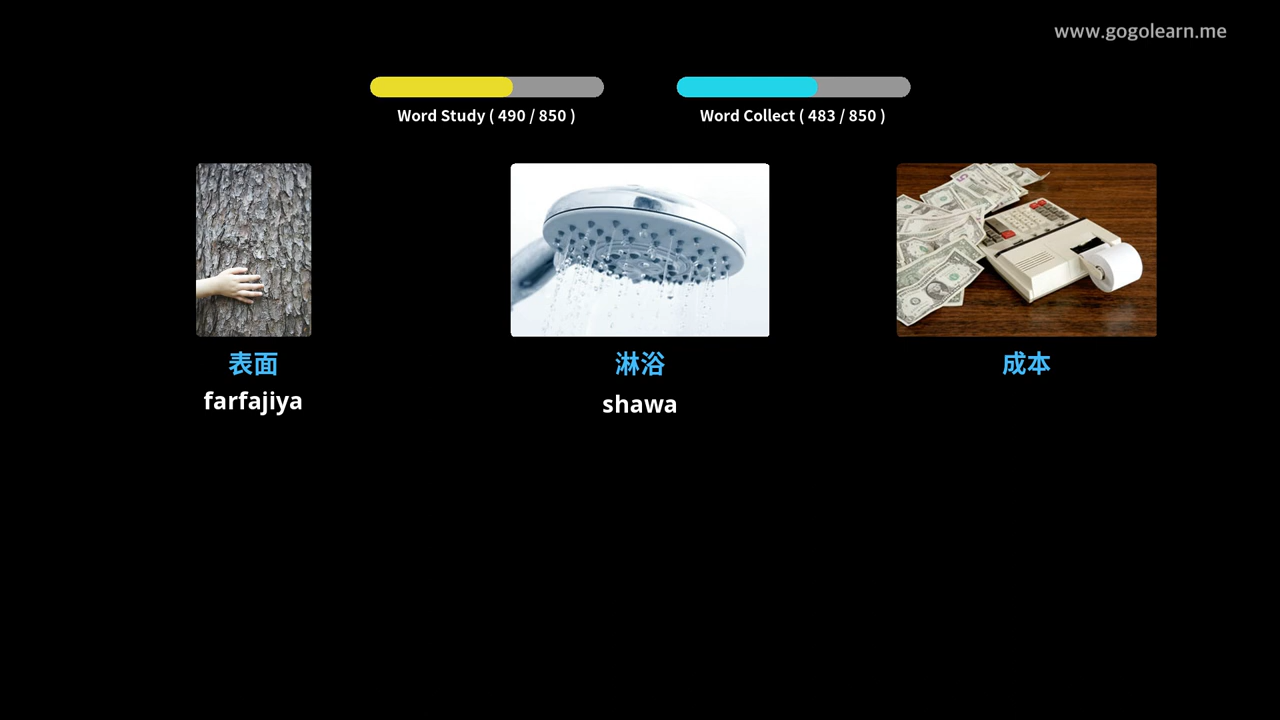 www.gogolearn.me
Word Study ( 490 / 850 )
Word Collect ( 483 / 850 )
表面
farfajiya
淋浴
shawa
成本